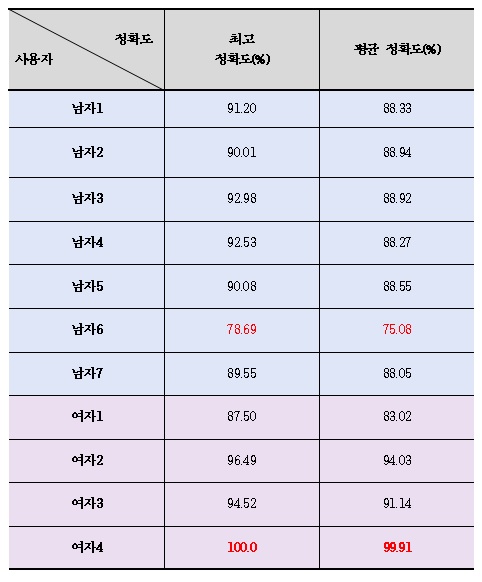 정확도
사용자
최고
정확도(%)
평균 정확도(%)
남자1 91.20 88.33
남자2 90.01 88.94
남자3 92.98 88.92
남자4 92.53 88.27
남자5 90.08 88.55
남자6 78.69 75.08
남자7 89.55 88.05
여자1 87.50 83.02
여자2 96.49 94.03
여자3 94.52 91.14
여자4 100.0 99.91